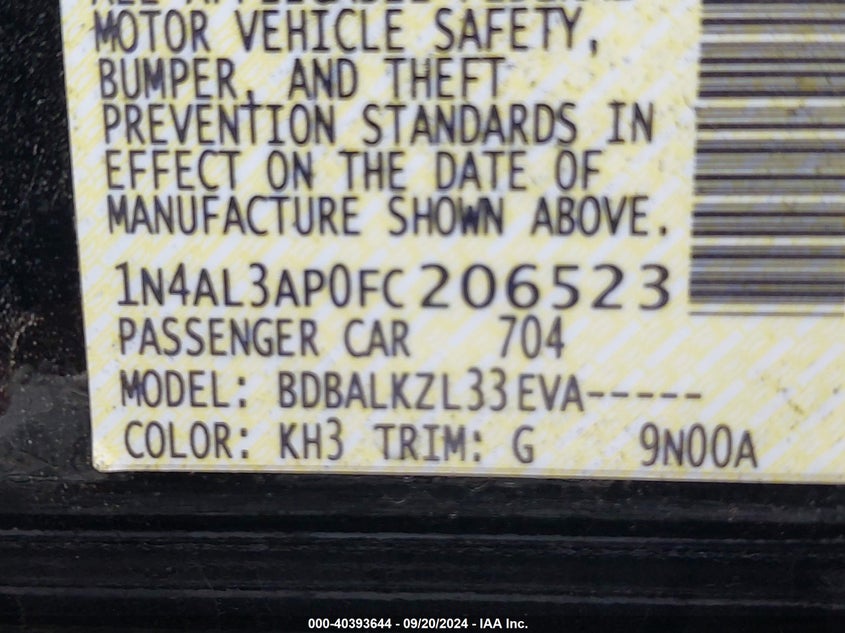 MOTOR VEHICLE SAFETY,
BUMPER, AND THEFT
PREVENTION STANDARDS IN
EFFECT ON THE DATE OF
MANUFACTURE SHOWN ABOVE.
1N4AL3AP0FC206523
PASSENGER CAR 704
MODEL: BDBALKZL33EVA-----
COLOR: KH3 TRIM: G 9N00A
000-40393644 - 09/20/2024 - IAA Inc.